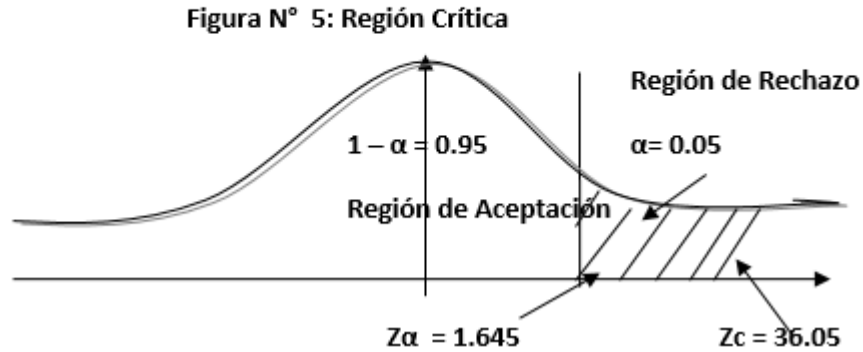 Figura N° 5: Región Crítica
Región de Rechazo
1 – α = 0.95
α= 0.05
Región de Aceptación
Zα = 1.645
Zc = 36.05